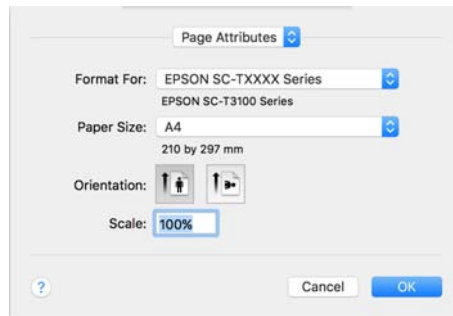 Page Attributes
Format For: EPSON SC-TXXXX Series
EPSON SC-T3100 Series
Paper Size: A4
210 by 297 mm
Orientation:
Scale: 100%
? Cancel OK